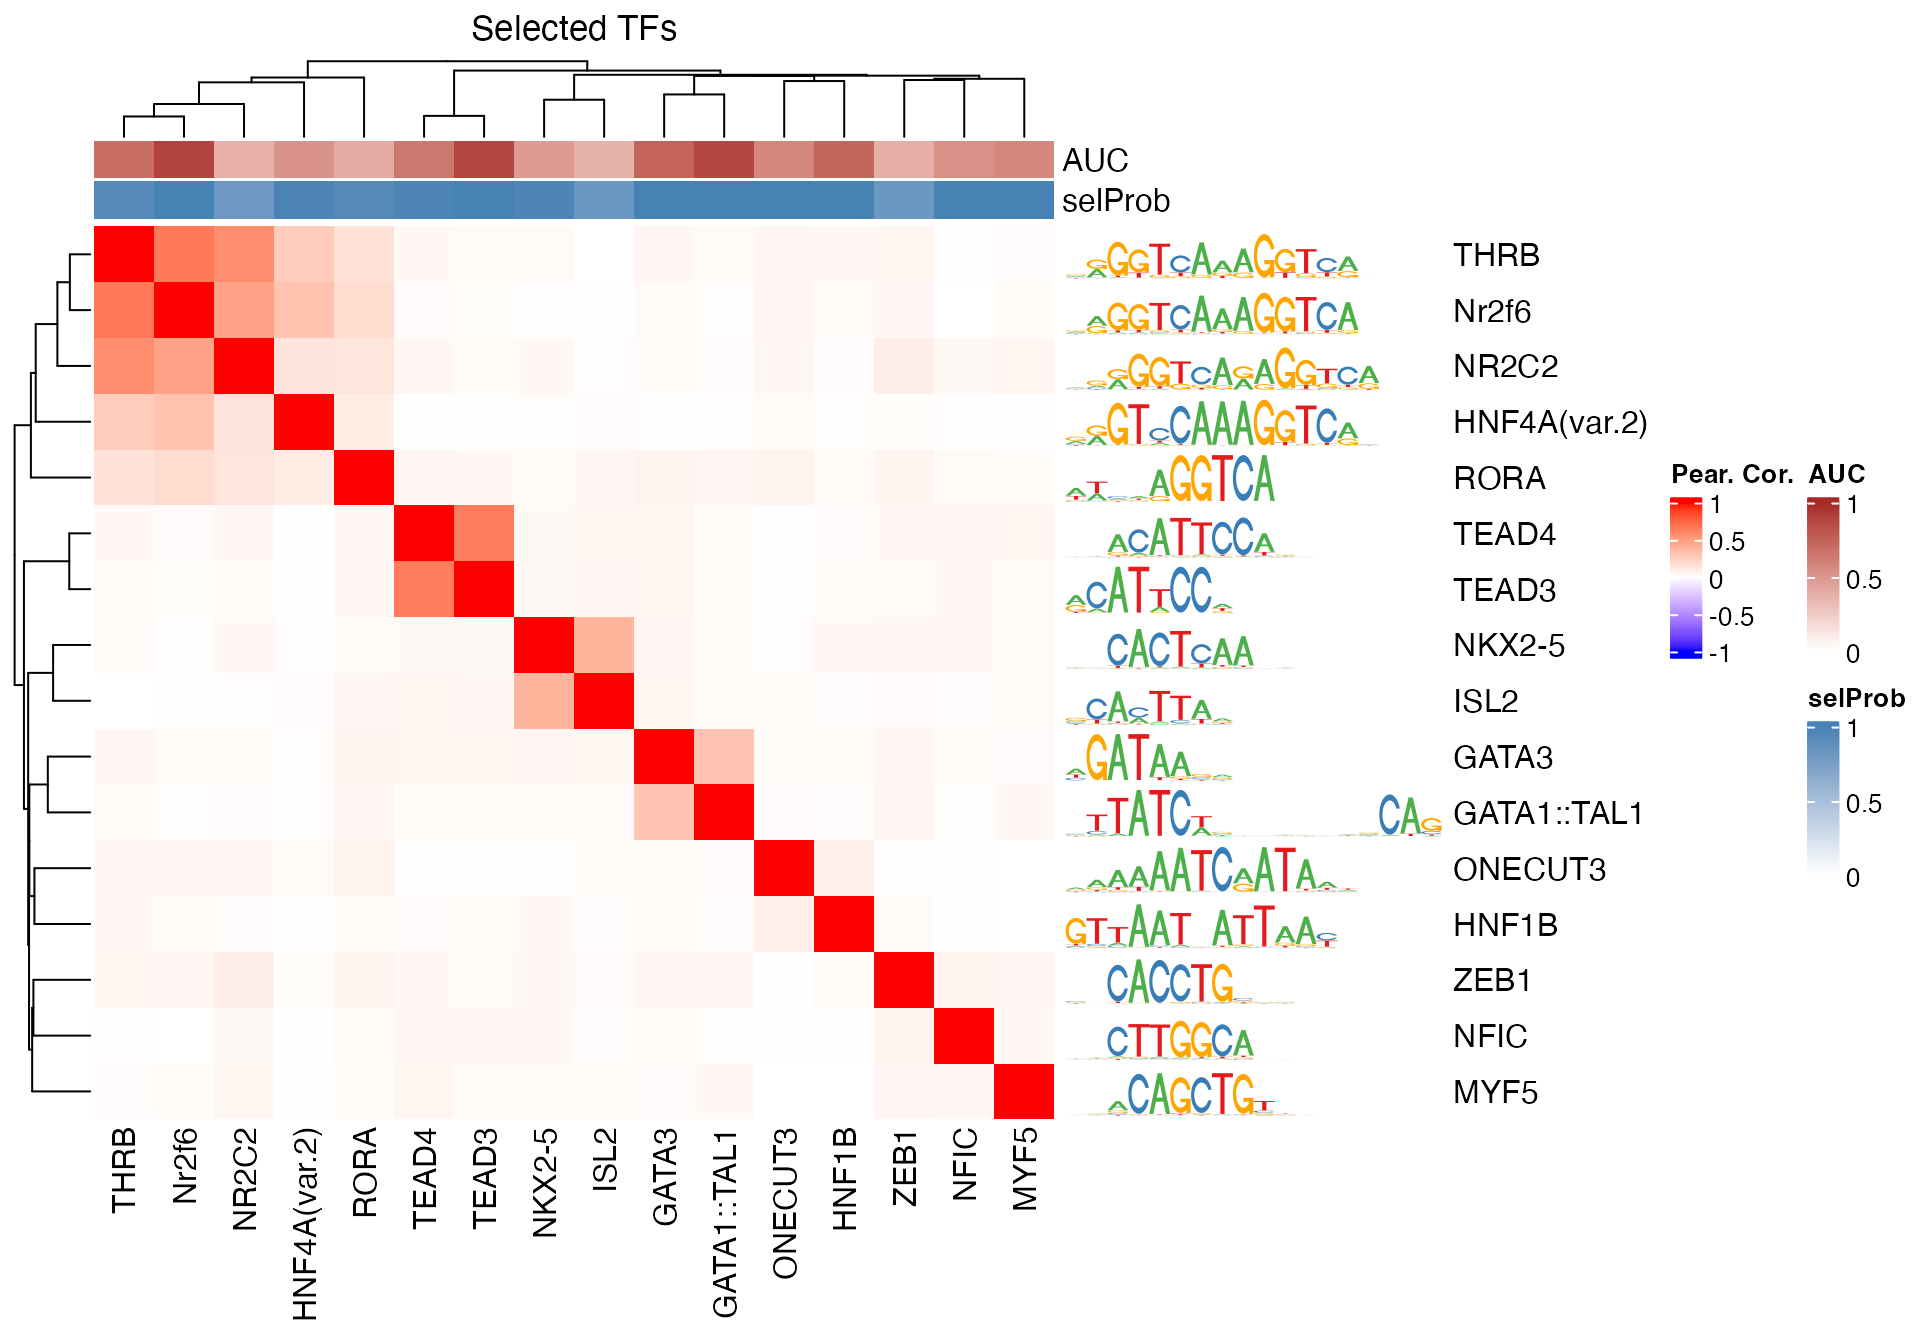 Selected TFs
AUC
selProb
THRB
Nr2f6
NR2C2
HNF4A(var.2)
RORA
TEAD4
TEAD3
NKX2-5
ISL2
GATA3
GATA1::TAL1
ONECUT3
HNF1B
ZEB1
NFIC
MYF5
Pear. Cor.
1
0.5
0
-0.5
-1
AUC
1
0.5
0
selProb
1
0.5
0
THRB
Nr2f6
NR2C2
HNF4A(var.2)
RORA
TEAD4
TEAD3
NKX2-5
ISL2
GATA3
GATA1::TAL1
ONECUT3
HNF1B
ZEB1
NFIC
MYF5